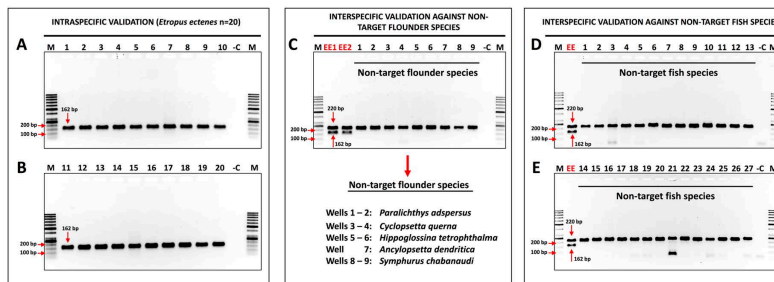 INTRASPECIFIC VALIDATION (Etropus ectenes n=20)
A
M 1 2 3 4 5 6 7 8 9 10 -C M
162 bp
200 bp
100 bp
B
M 11 12 13 14 15 16 17 18 19 20 -C M
162 bp
200 bp
100 bp
INTERSPECIFIC VALIDATION AGAINST NON-
TARGET FLOUNDER SPECIES
C
M EE1 EE2 1 2 3 4 5 6 7 8 9 -C M
Non-target flounder species
220 bp
200 bp
100 bp
162 bp
Non-target flounder species
Wells 1 – 2: Paralichthys adspersus
Wells 3 – 4: Cyclopsetta querna
Wells 5 – 6: Hippoglossina tetrophthalma
Well 7: Ancylopsetta dendritica
Wells 8 – 9: Symphurus chabanaudi
INTERSPECIFIC VALIDATION AGAINST NON-TARGET FISH SPECIE
D
M EE 1 2 3 4 5 6 7 8 9 10 11 12 13 -C M
Non-target fish species
220 bp
200 bp
100 bp
162 bp
E
M EE 14 15 16 17 18 19 20 21 22 23 24 25 26 27 -C M
Non-target fish species
220 bp
200 bp
100 bp
162 bp